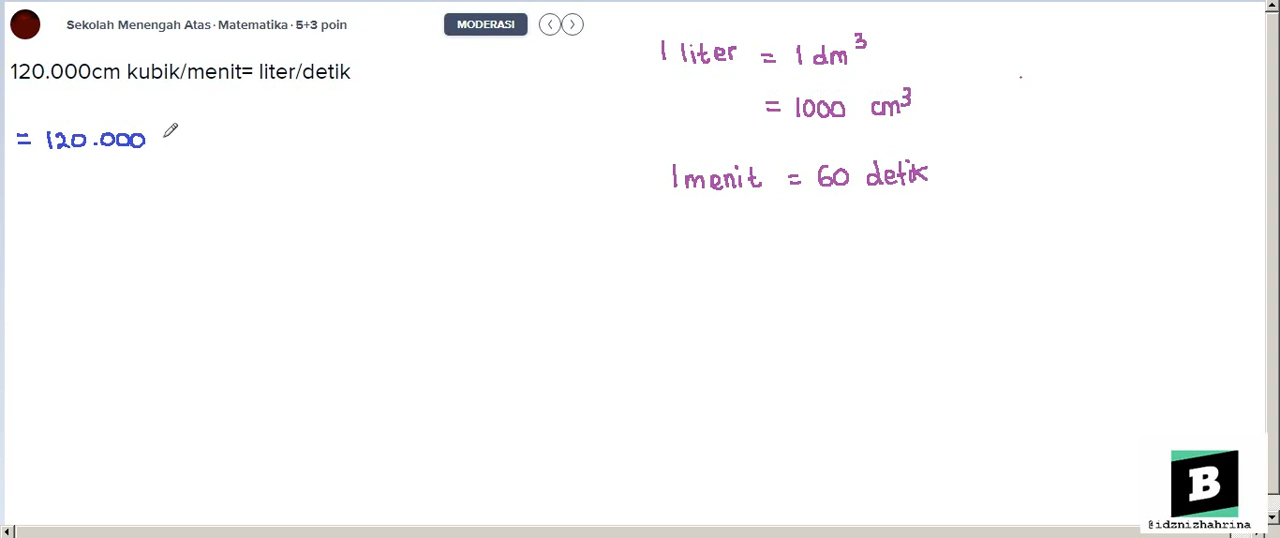 Sekolah Menengah Atas · Matematika · 5+3 poin
MODERASI
120.000cm kubik/menit= liter/detik
= 120.000
1 liter = 1 dm³
= 1000 cm³
1 menit = 60 detik
B
@idznizhahrina